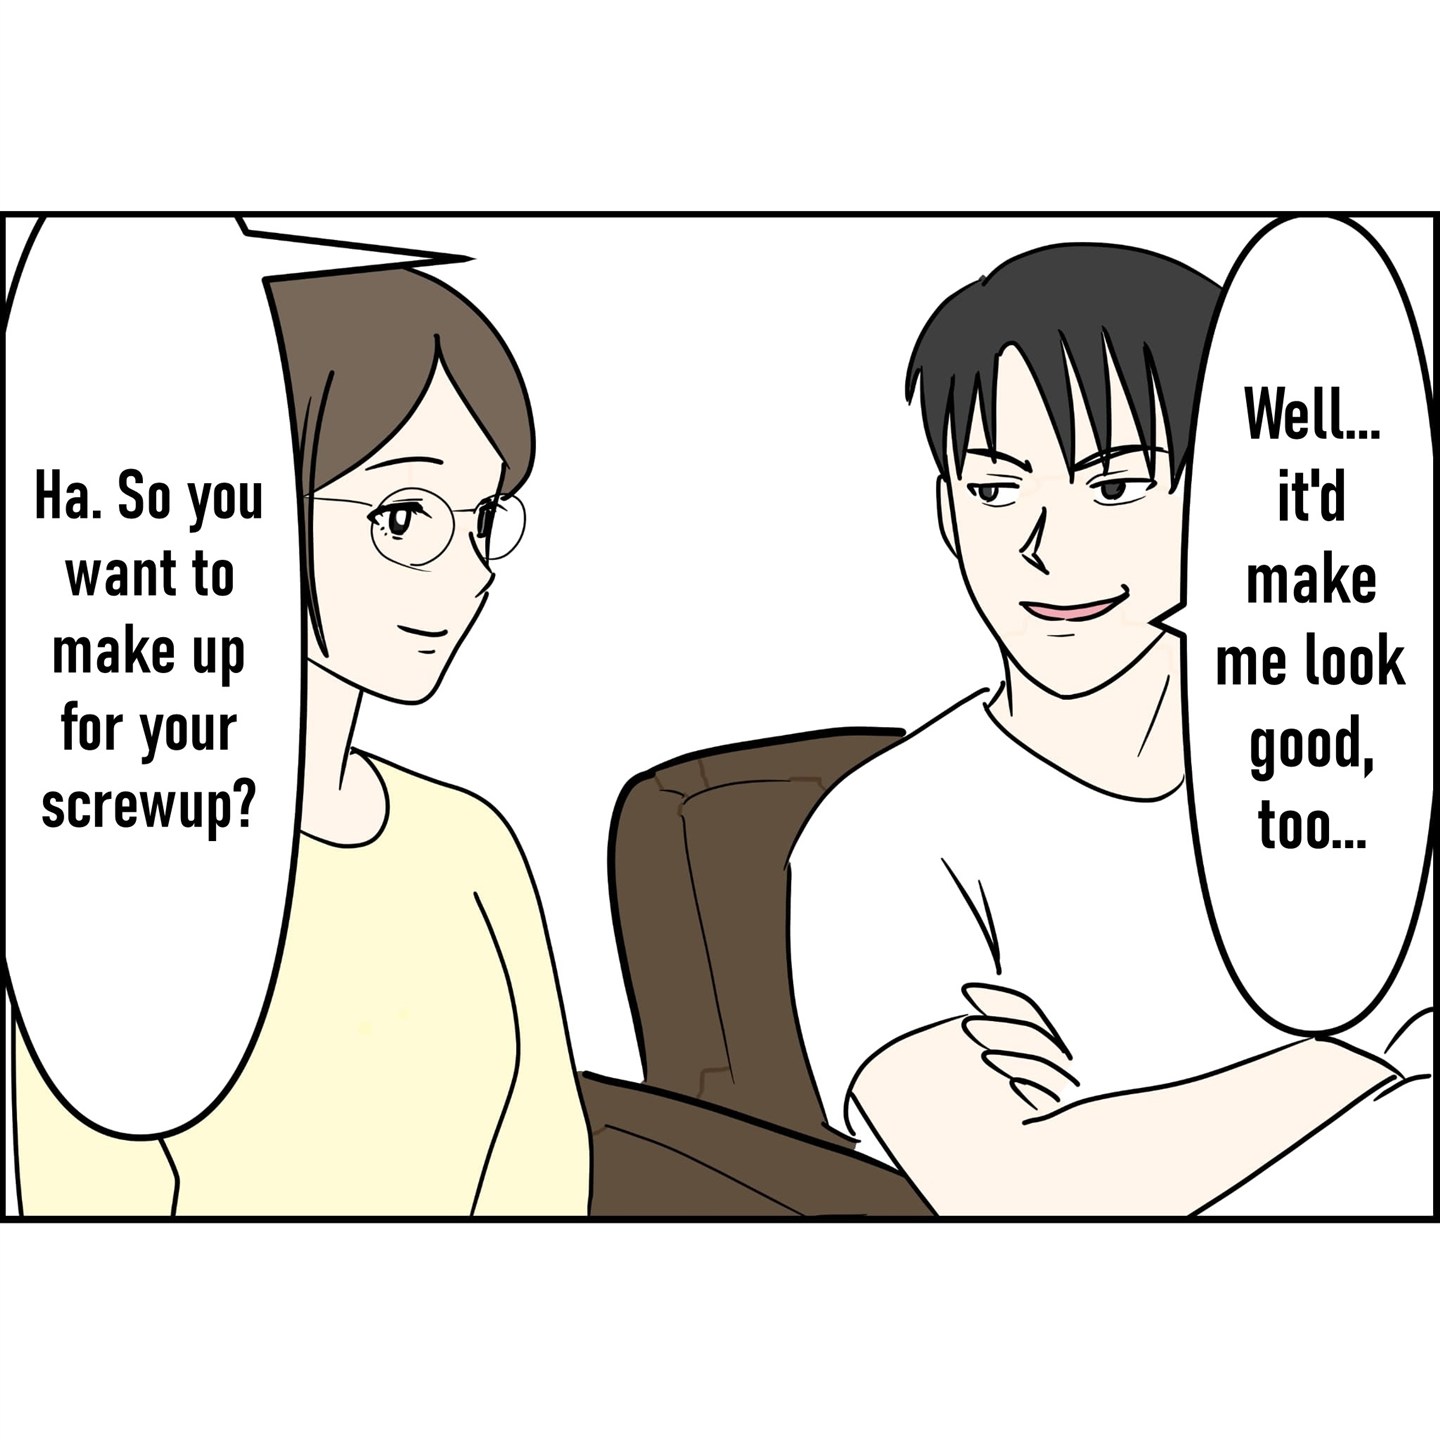 Well...
it'd
make
me look
good,
too...
Ha. So you
want to
make up
for your
screwup?